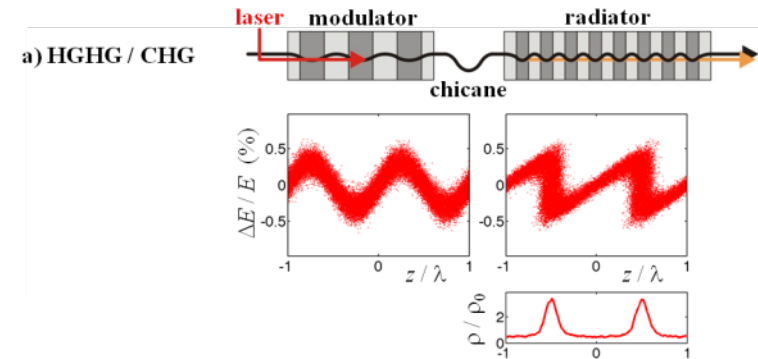 laser modulator radiator
a) HGHG / CHG
chicane
ΔE / E (%)
0.5
0
-0.5
-1 0 1
z / λ
0.5
0
-0.5
-1 0 1
z / λ
ρ / ρ0
2
0
-1 0 1